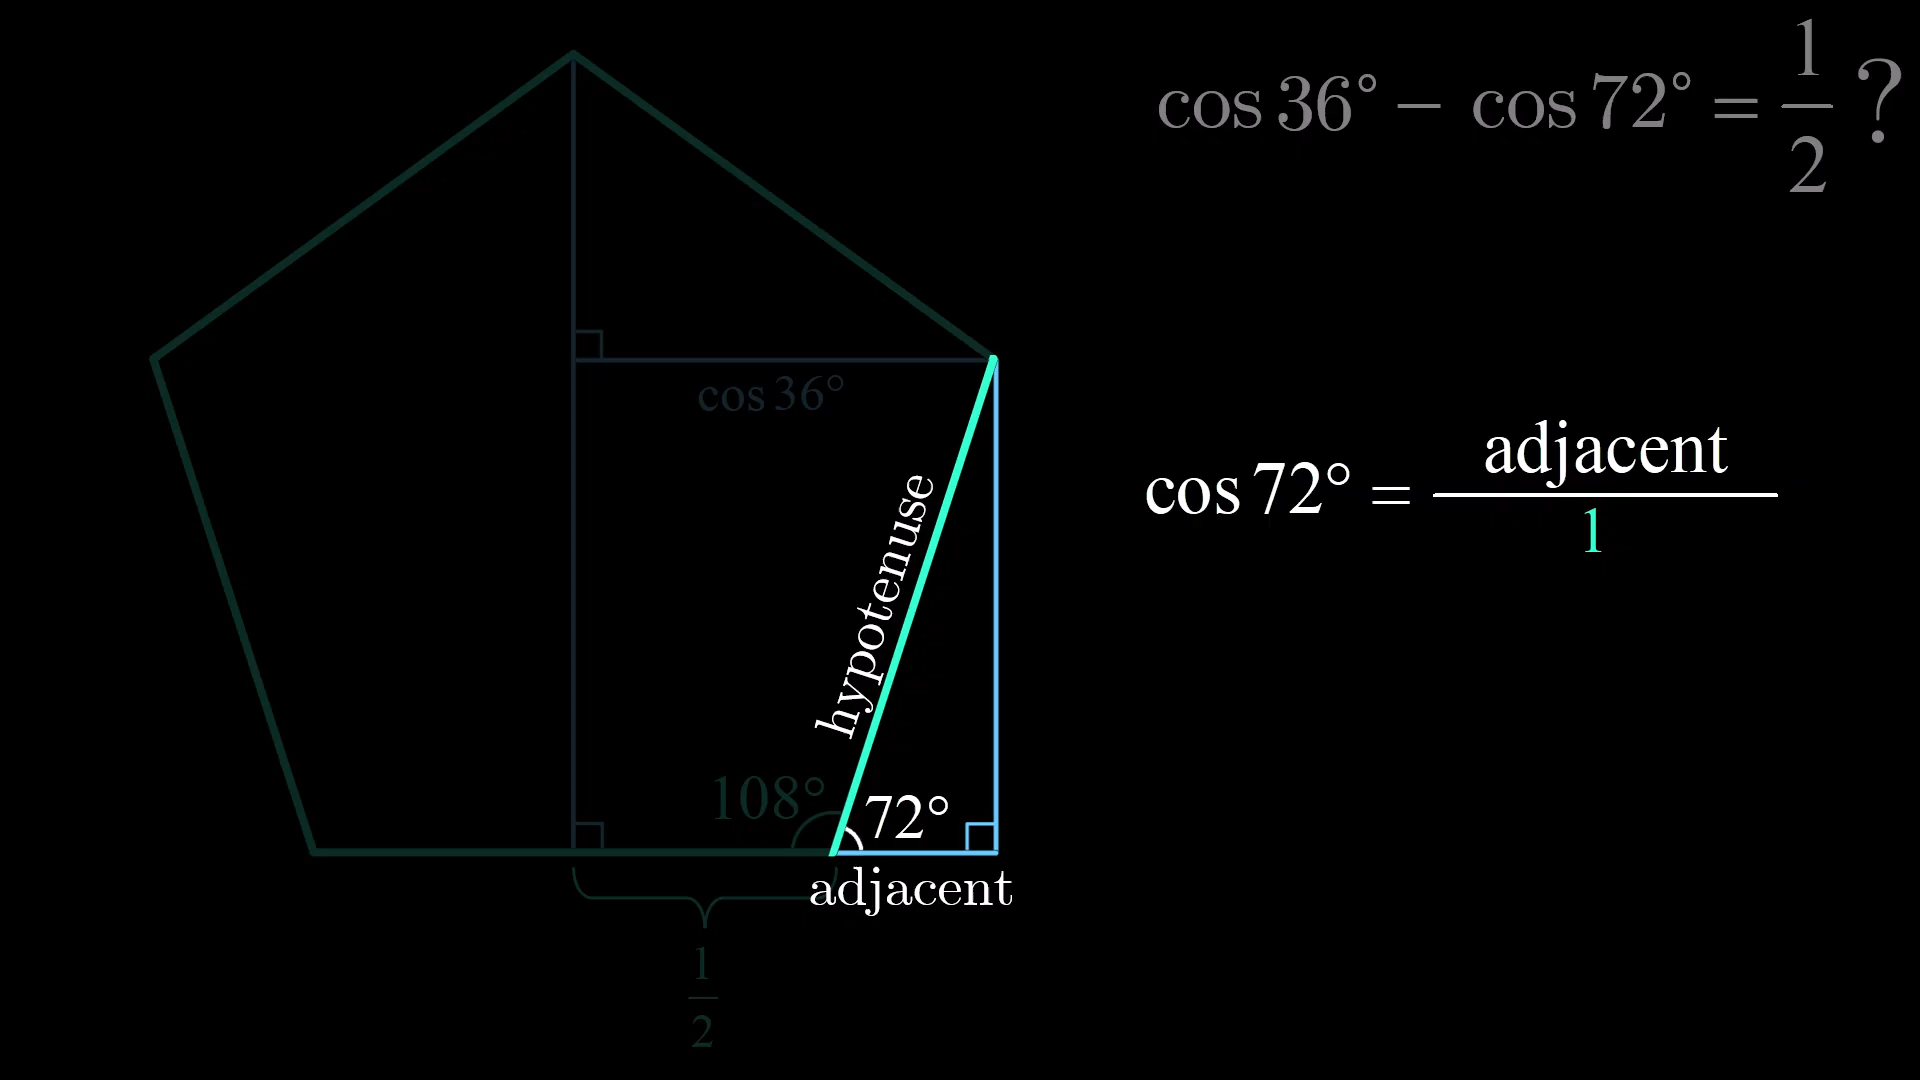 cos 36° − cos 72° = 1/2 ?
cos 36°
hypotenuse
cos 72° = adjacent/1
108°
72°
adjacent
1/2